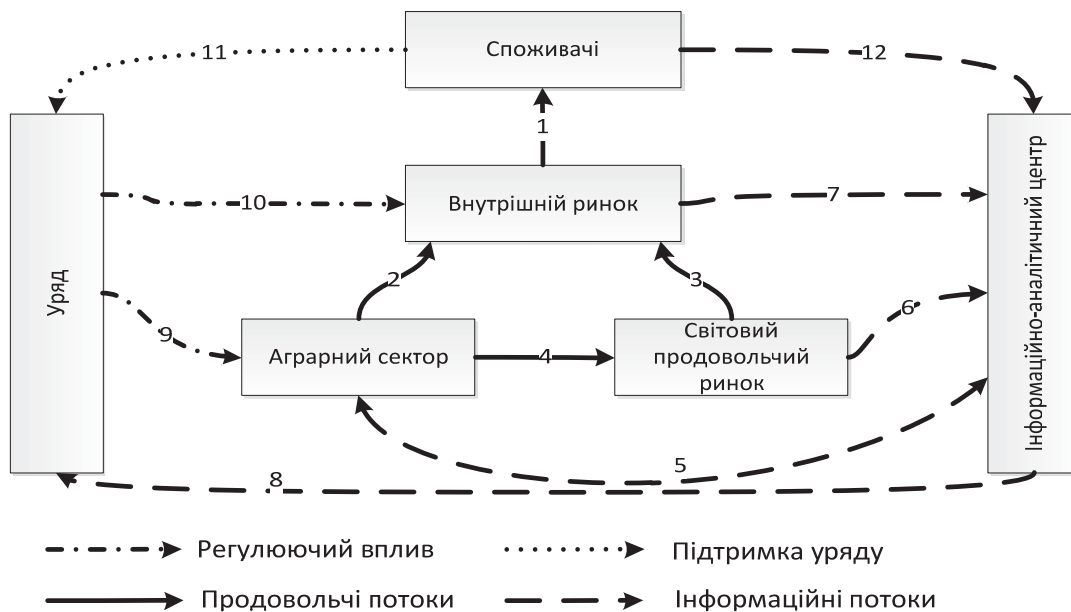 11
Споживачі
12
1
Уряд
10
Внутрішній ринок
7
Інформаційно-аналітичний центр
2
3
6
9
Аграрний сектор
4
Світовий
продовольчий
ринок
5
8
Регулюючий вплив
Підтримка уряду
Продовольчі потоки
Інформаційні потоки